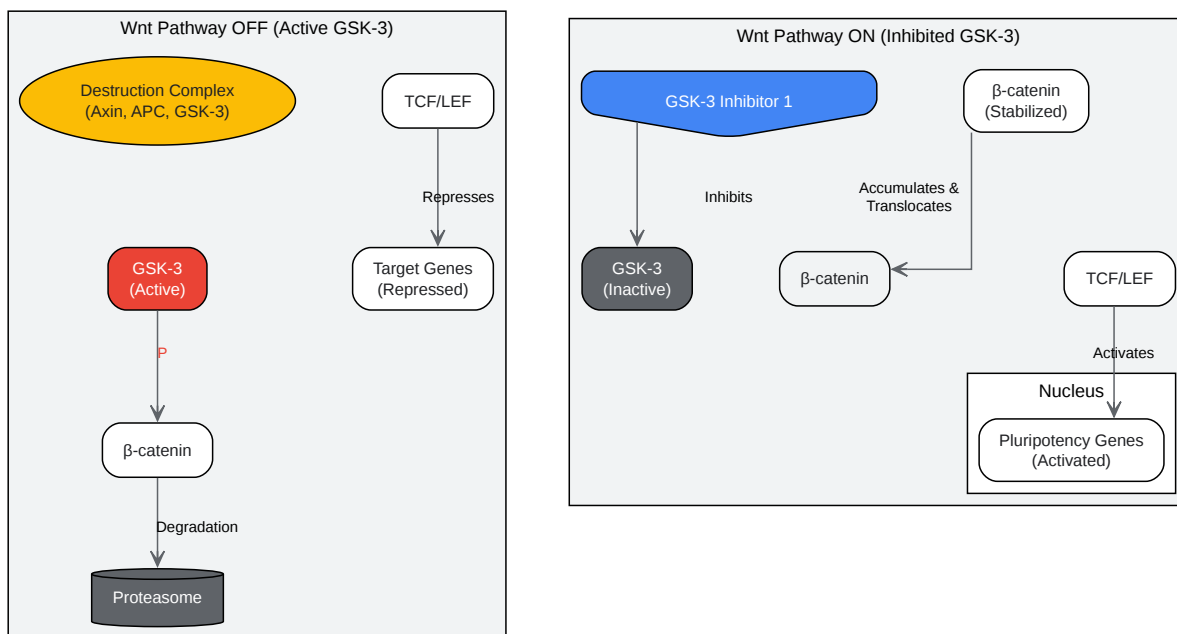 Wnt Pathway OFF (Active GSK-3)
Destruction Complex
(Axin, APC, GSK-3)
TCF/LEF
Represses
GSK-3
(Active)
Target Genes
(Repressed)
P
β-catenin
Degradation
Proteasome
Wnt Pathway ON (Inhibited GSK-3)
GSK-3 Inhibitor 1
β-catenin
(Stabilized)
Inhibits
Accumulates &
Translocates
GSK-3
(Inactive)
β-catenin
TCF/LEF
Activates
Nucleus
Pluripotency Genes
(Activated)